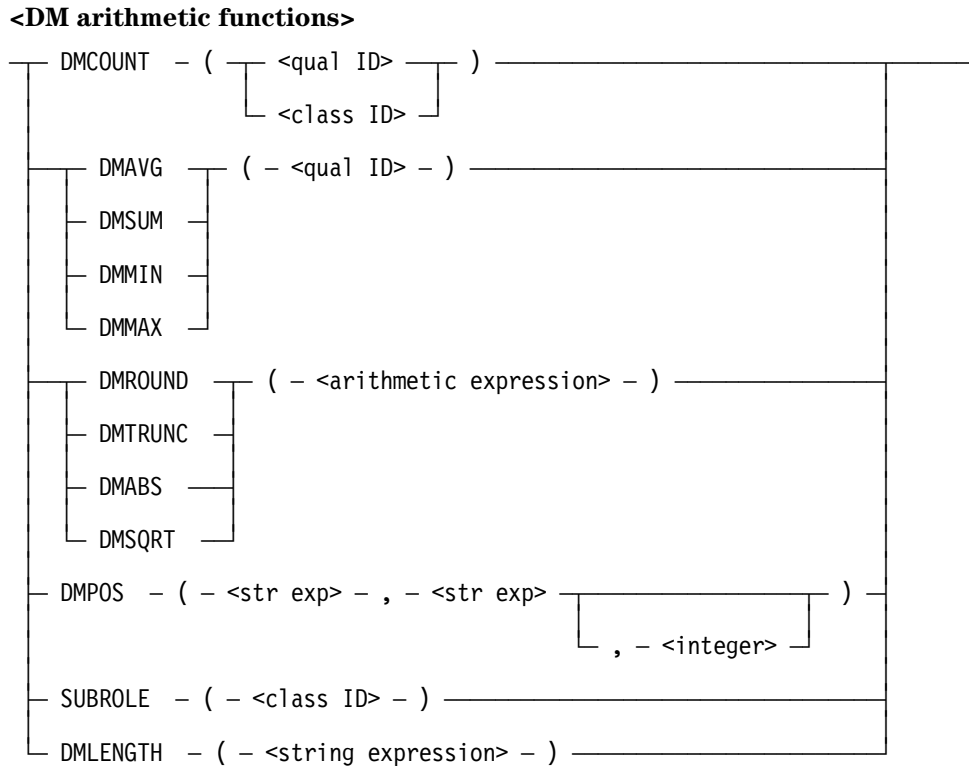 <DM arithmetic functions>
DMCOUNT – ( <qual ID> )
<class ID>
DMAVG ( – <qual ID> – )
DMSUM
DMMIN
DMMAX
DMROUND ( – <arithmetic expression> – )
DMTRUNC
DMABS
DMSQRT
DMPOS – ( – <str exp> – , – <str exp> )
, – <integer>
SUBROLE – ( – <class ID> – )
DMLENGTH – ( – <string expression> – )